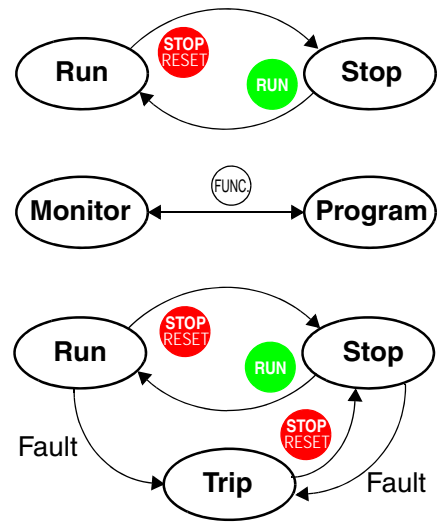 STOP
RESET
Run
Stop
RUN
FUNC.
Monitor
Program
STOP
RESET
Run
Stop
RUN
STOP
RESET
Fault
Trip
Fault